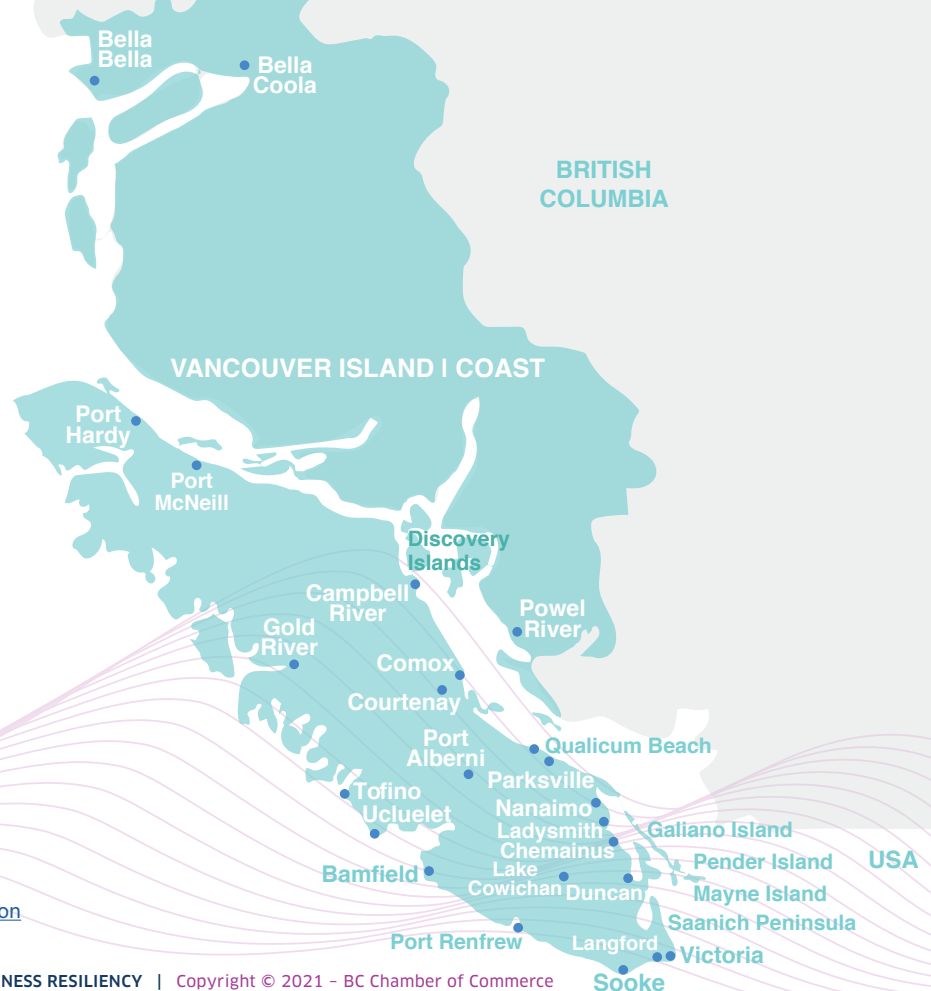 Bella
Bella
Bella
Coola
BRITISH
COLUMBIA
VANCOUVER ISLAND | COAST
Port
Hardy
Port
McNeill
Discovery
Islands
Campbell
River
Powel
River
Gold
River
Comox
Courtenay
Port
Alberni
Qualicum Beach
Parksville
Tofino
Ucluelet
Nanaimo
Ladysmith
Chemainus
Galiano Island
Lake
Cowichan
Duncan
Pender Island
USA
Bamfield
Mayne Island
Saanich Peninsula
Port Renfrew
Langford
Victoria
Sooke
on
NESS RESILIENCY | Copyright © 2021 – BC Chamber of Commerce